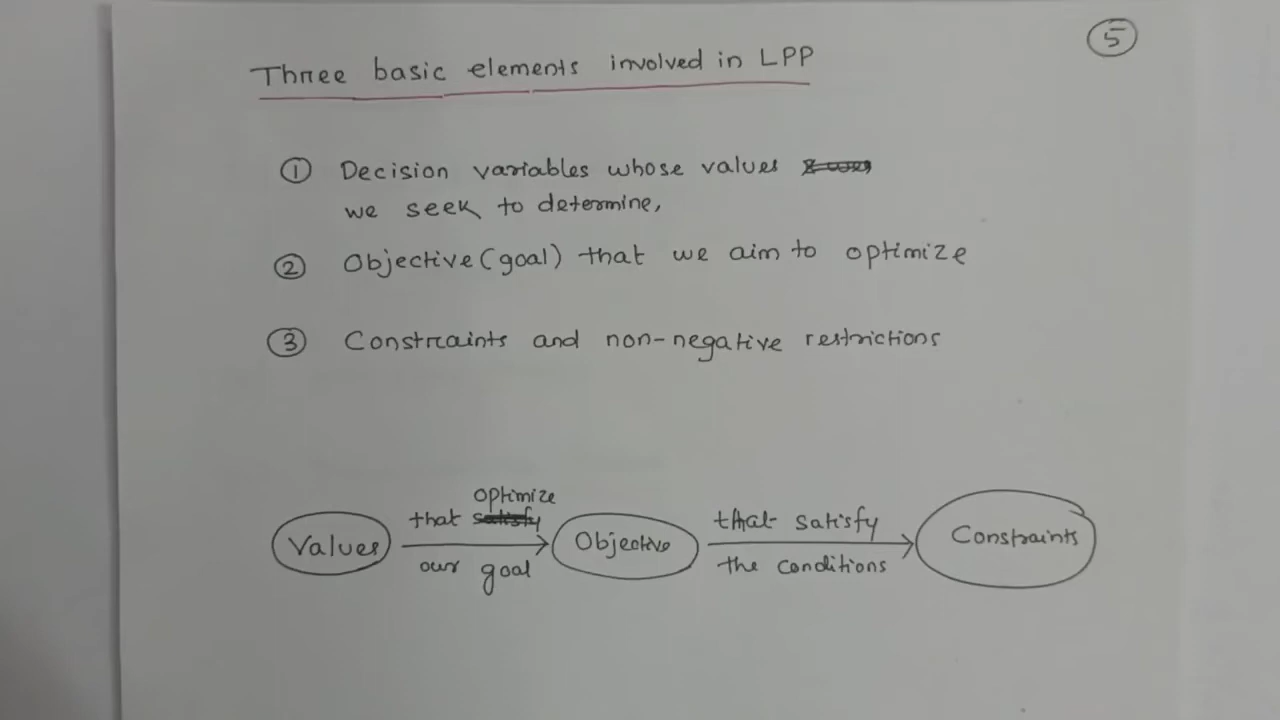 5
Three basic elements involved in LPP
1 Decision variables whose values
we seek to determine,
2 Objective (goal) that we aim to optimize
3 Constraints and non-negative restrictions
optimize
that satisfy
our goal
Values
Objective
that satisfy
the conditions
Constraints